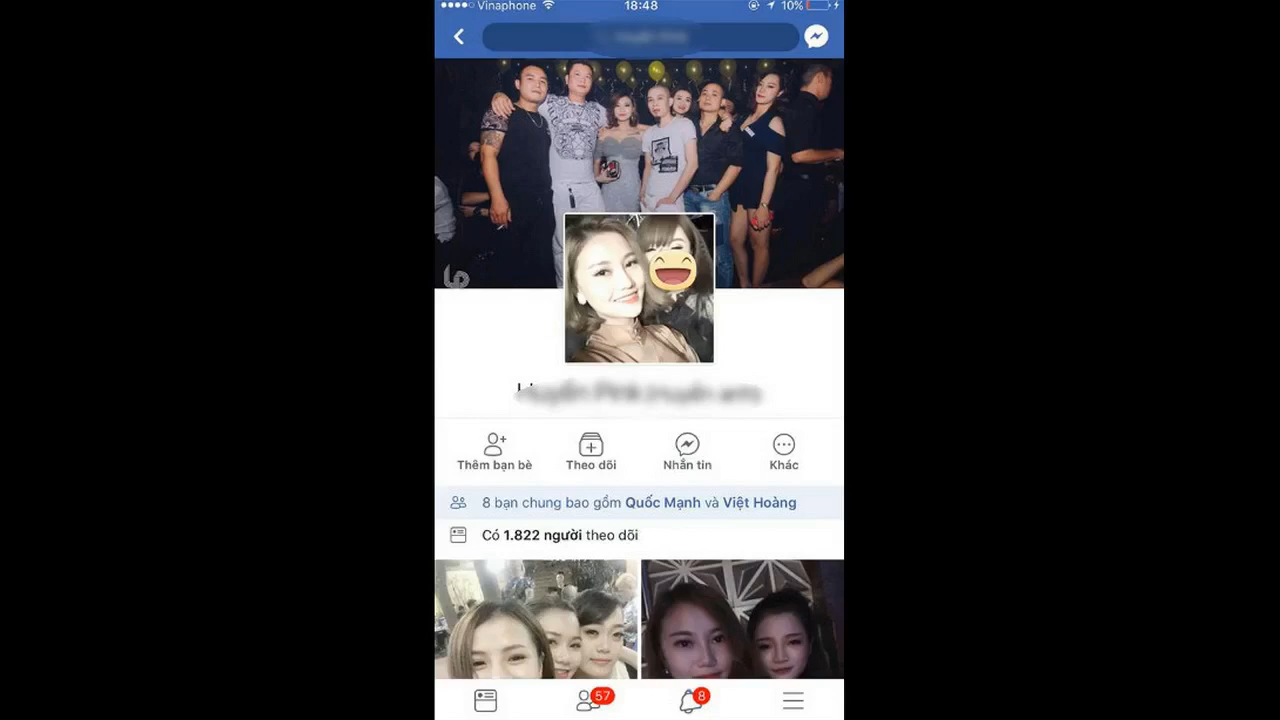 Vinaphone 18:48 10%
Thêm bạn bè Theo dõi Nhắn tin Khác
8 bạn chung bao gồm Quốc Mạnh và Việt Hoàng
Có 1.822 người theo dõi
57 8